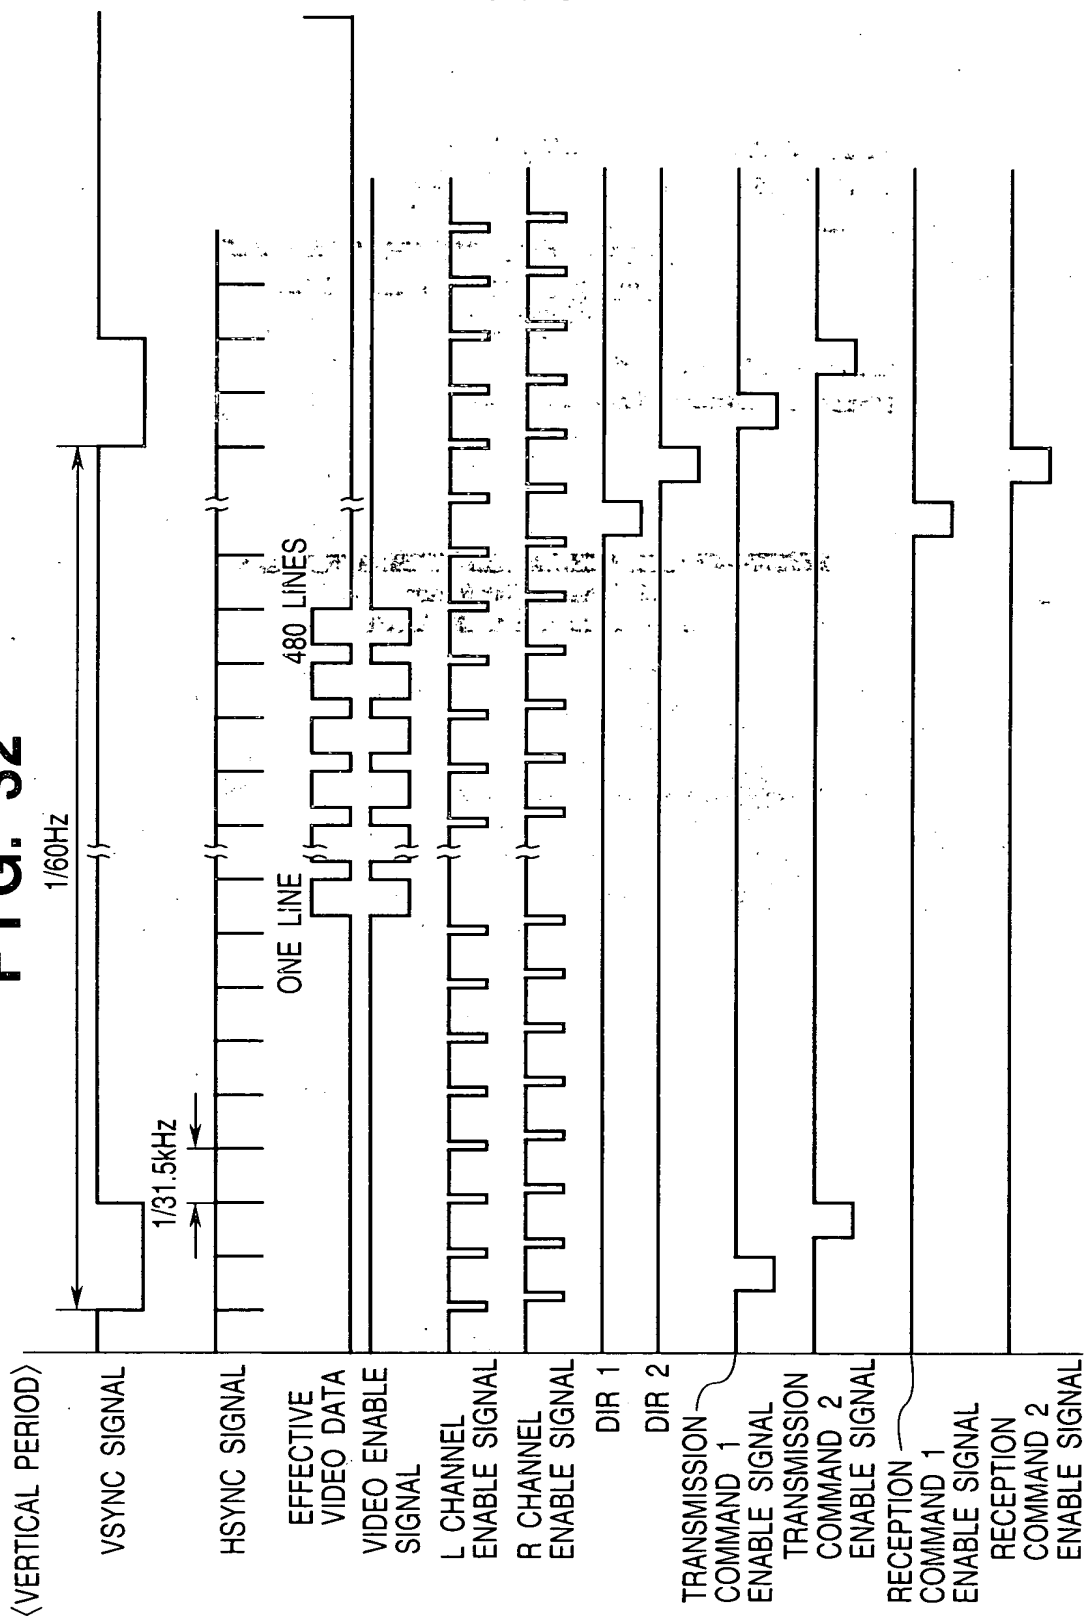 FIG. 32
⟨VERTICAL PERIOD⟩
1/60Hz
VSYNC SIGNAL
1/31.5kHz
HSYNC SIGNAL
ONE LINE
480 LINES
EFFECTIVE
VIDEO DATA
VIDEO ENABLE
SIGNAL
L CHANNEL
ENABLE SIGNAL
R CHANNEL
ENABLE SIGNAL
DIR 1
DIR 2
TRANSMISSION
COMMAND 1
ENABLE SIGNAL
TRANSMISSION
COMMAND 2
ENABLE SIGNAL
RECEPTION
COMMAND 1
ENABLE SIGNAL
RECEPTION
COMMAND 2
ENABLE SIGNAL